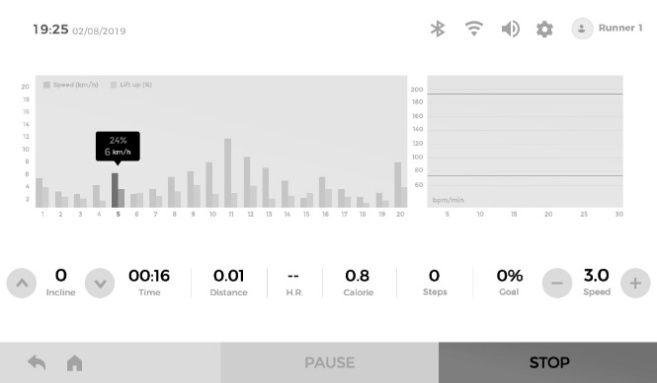 19:25 02/08/2019
Runner 1
Speed (km/h) Lift up (%)
20
18
16
14
12
10
8
6
4
2
24%
6 km/h
1 2 3 4 5 6 7 8 9 10 11 12 13 14 15 16 17 18 19 20
200
180
160
140
120
100
80
60
bpm/min
5 10 15 20 25 30
0 00:16 0.01 -- 0.8 0 0% 3.0
Incline Time Distance H.R. Calorie Steps Goal Speed
PAUSE STOP